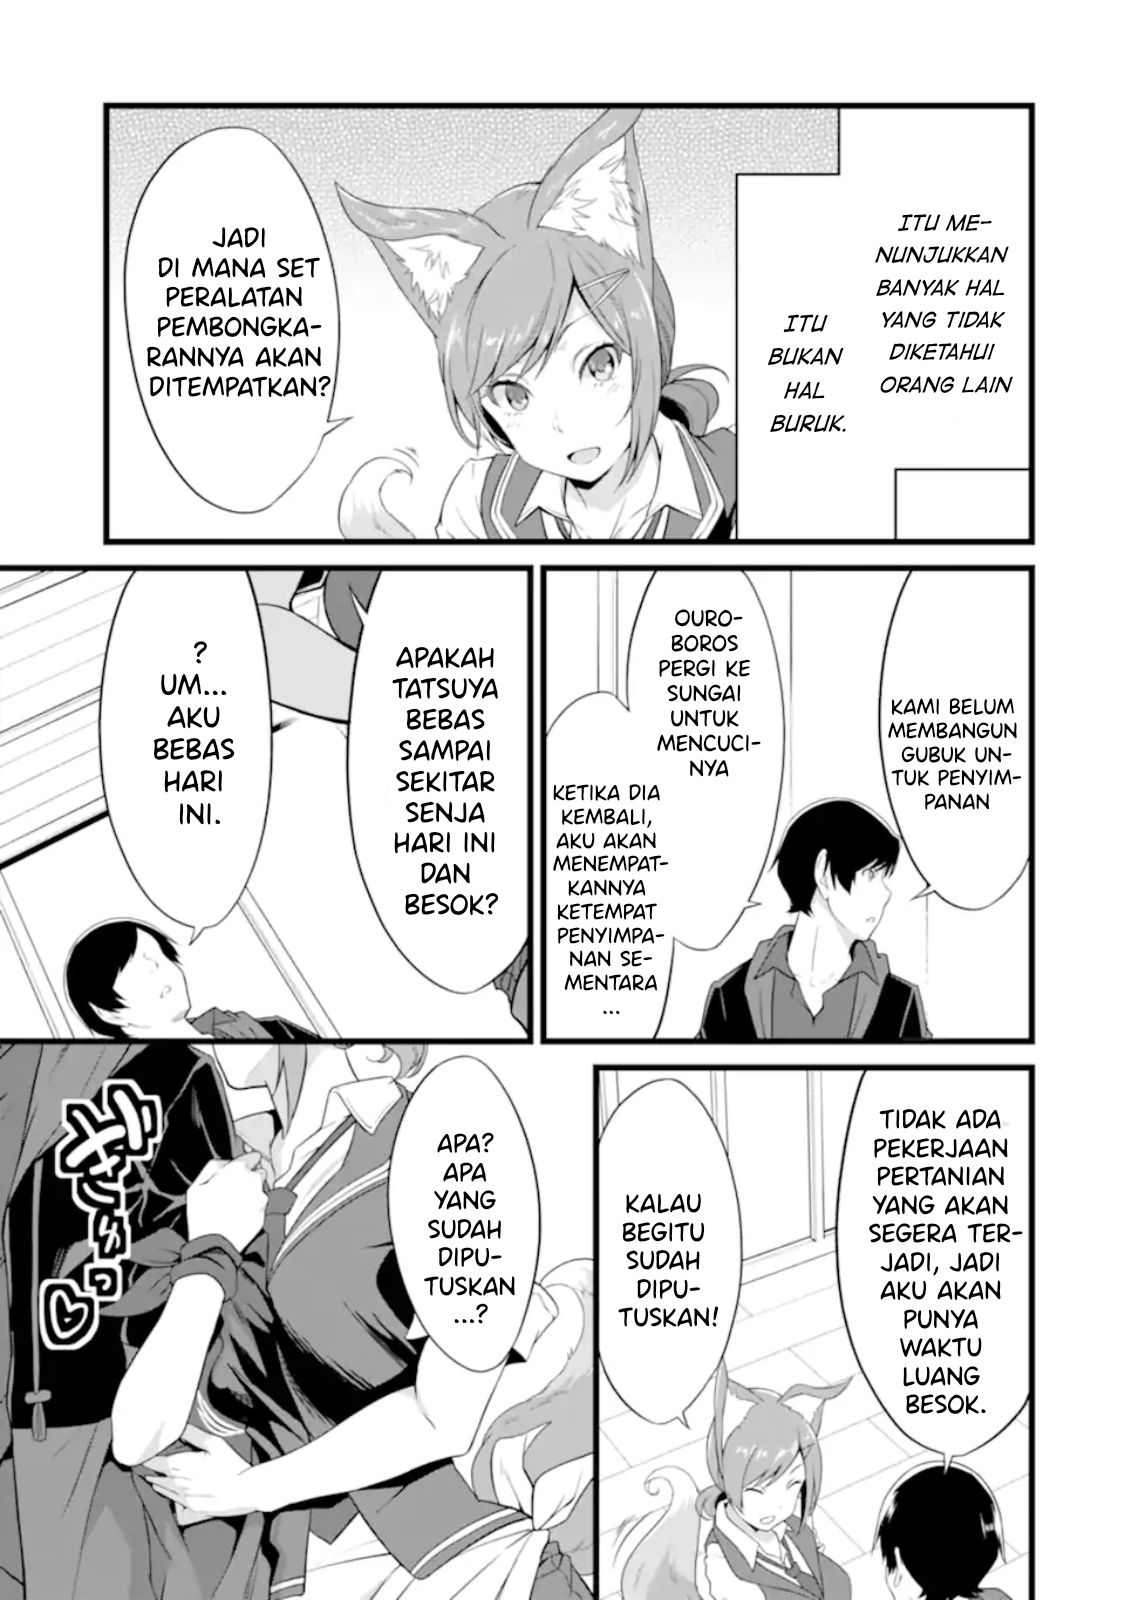 ITU ME-
NUNJUKKAN
BANYAK HAL
YANG TIDAK
DIKETAHUI
ORANG LAIN
ITU
BUKAN
HAL
BURUK.
JADI
DI MANA SET
PERALATAN
PEMBONGKA-
RANNYA AKAN
DITEMPATKAN?
KAMI BELUM
MEMBANGUN
GUBUK UN-
TUK PENYIM-
PANAN
OURO-
BOROS
PERGI KE
SUNGAI
UNTUK
MENCUCI-
NYA
KETIKA DIA
KEMBALI,
AKU AKAN
MENEMPAT-
KANNYA
KETEMPAT
PENYIMPA-
NAN SE-
MENTARA
...
APAKAH
TATSUYA
BEBAS
SAMPAI
SEKITAR
SENJA
HARI INI
DAN
BESOK?
?
UM...
AKU
BEBAS
HARI
INI.
TIDAK ADA
PEKERJAAN
PERTANIAN
YANG AKAN
SEGERA TER-
JADI, JADI
AKU AKAN
PUNYA
WAKTU
LUANG
BESOK.
KALAU
BEGITU
SUDAH
DIPU-
TUSKAN!
APA?
APA
YANG
SUDAH
DIPU-
TUSKAN
...?
むぎゅっ♡